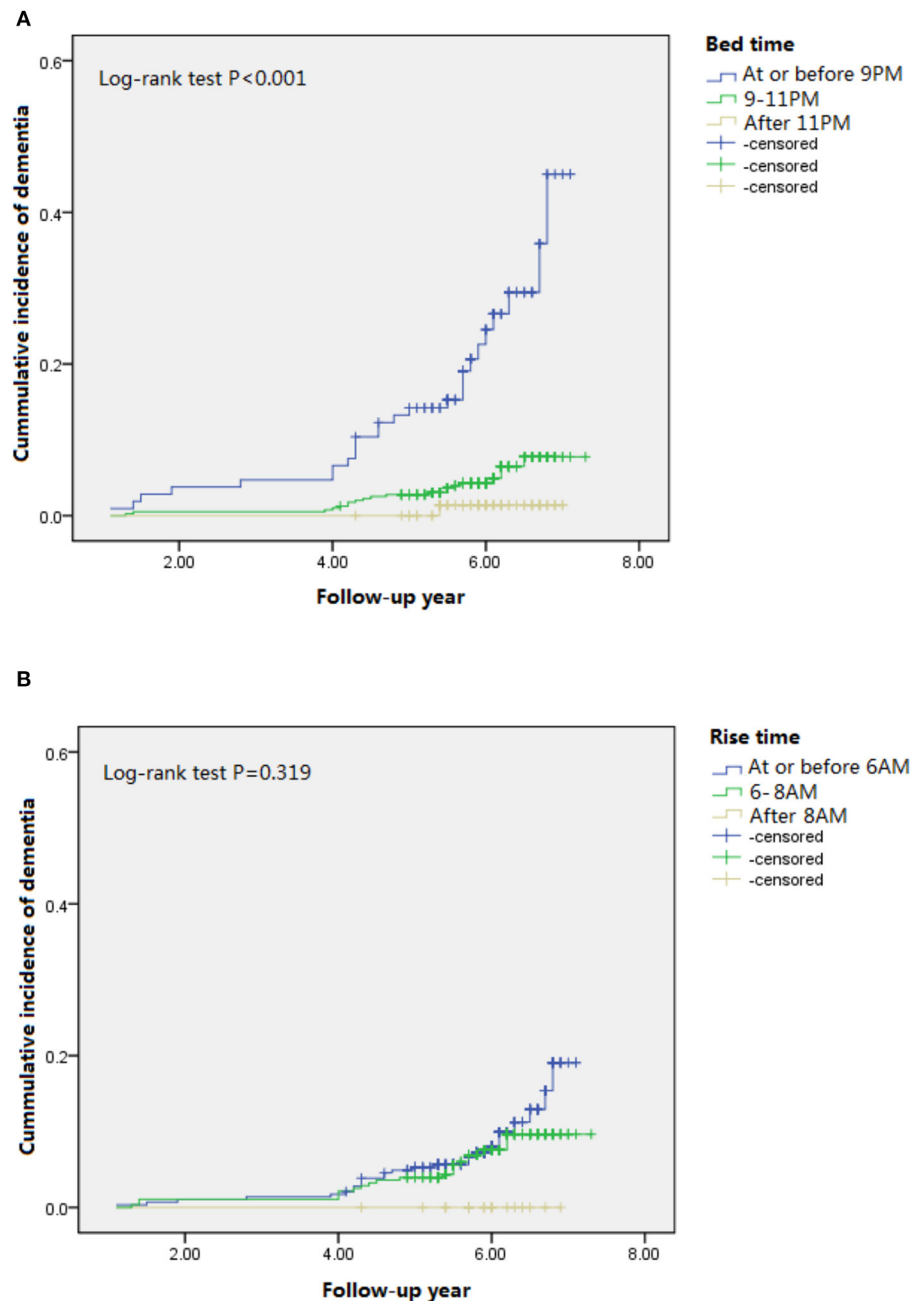 A
Log-rank test P<0.001
Cummulative incidence of dementia
0.6
0.4
0.2
0.0
2.00 4.00 6.00 8.00
Follow-up year
Bed time
At or before 9PM
9-11PM
After 11PM
-censored
-censored
-censored
B
Log-rank test P=0.319
Cummulative incidence of dementia
0.6
0.4
0.2
0.0
2.00 4.00 6.00 8.00
Follow-up year
Rise time
At or before 6AM
6-8AM
After 8AM
-censored
-censored
-censored